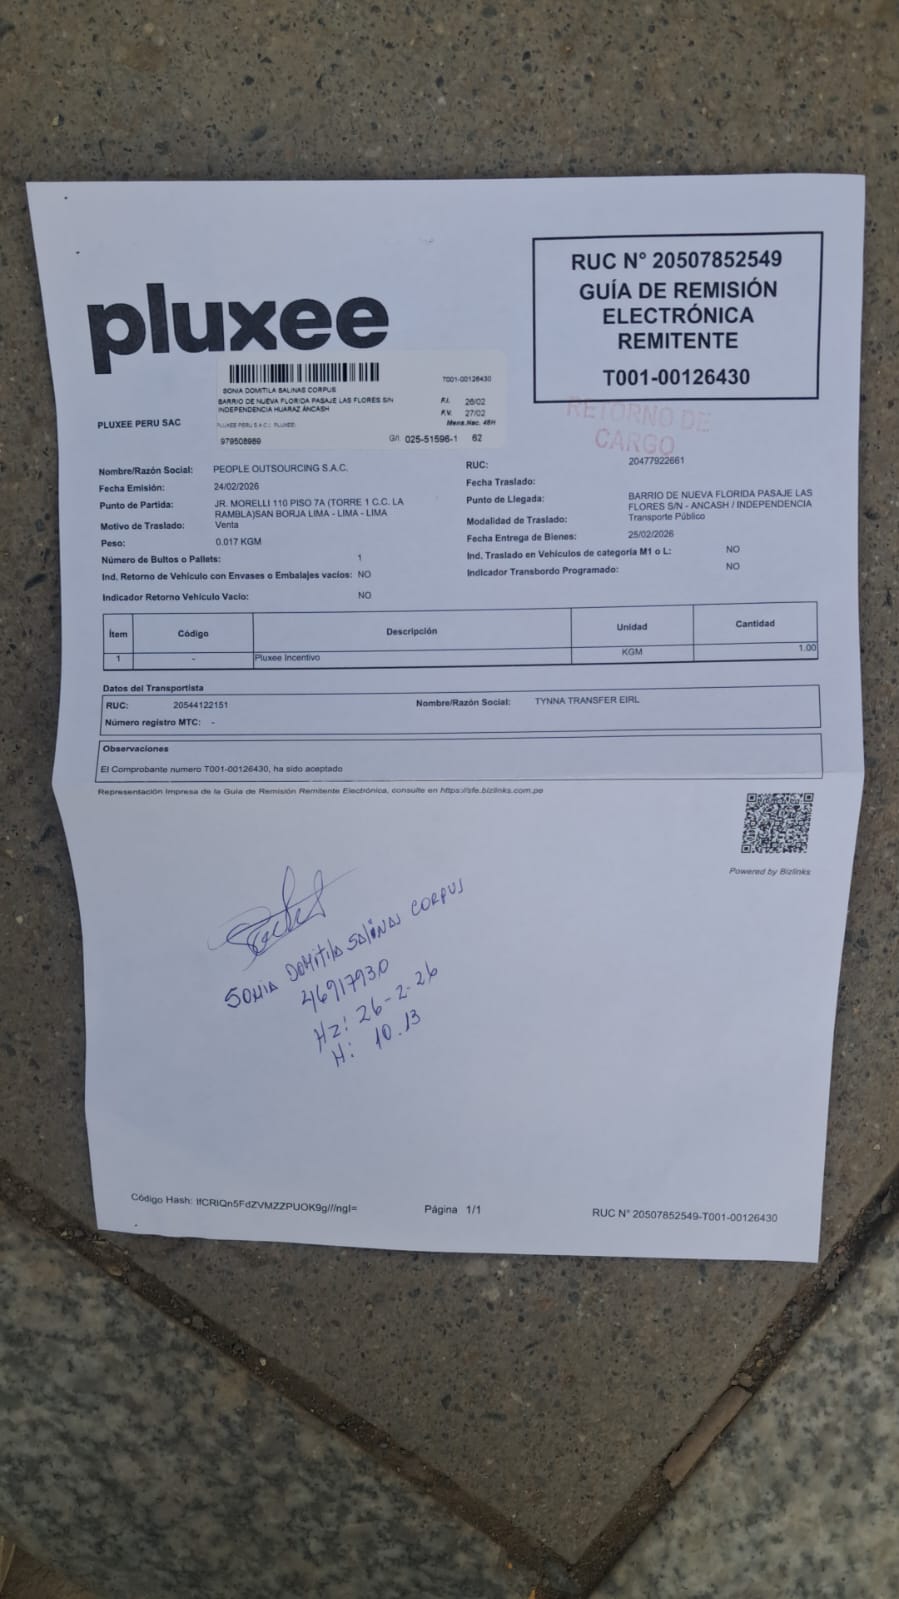 RUC N° 20507852549
GUÍA DE REMISIÓN
ELECTRÓNICA
REMITENTE
T001-00126430
pluxee
SONIA DOMITILA SALINAS CORPUS
T001-00126430
BARRIO DE NUEVA FLORIDA PASAJE LAS FLORES S/N
INDEPENDENCIA HUARAZ ÁNCASH
F.I. 26/02
F.V. 27/02
PLUXEE PERU S A C | PLUXEE:
Mens.Nac. 48H
979508989
G/I. 025-51596-1 62
RETORNO DE
CARGO
PLUXEE PERU SAC
Nombre/Razón Social: PEOPLE OUTSOURCING S.A.C.
RUC: 20477922661
Fecha Emisión: 24/02/2026
Fecha Traslado:
Punto de Partida: JR. MORELLI 110 PISO 7A (TORRE 1 C.C. LA
RAMBLA)SAN BORJA LIMA - LIMA - LIMA
Punto de Llegada: BARRIO DE NUEVA FLORIDA PASAJE LAS
FLORES S/N - ANCASH / INDEPENDENCIA
Motivo de Traslado: Venta
Modalidad de Traslado: Transporte Público
Peso: 0.017 KGM
Fecha Entrega de Bienes: 25/02/2026
Número de Bultos o Pallets: 1
Ind. Traslado en Vehículos de categoría M1 o L: NO
Ind. Retorno de Vehículo con Envases o Embalajes vacíos: NO
Indicador Transbordo Programado: NO
Indicador Retorno Vehículo Vacío: NO
Ítem Código Descripción Unidad Cantidad
1 - Pluxee Incentivo KGM 1.00
Datos del Transportista
RUC: 20544122151 Nombre/Razón Social: TYNNA TRANSFER EIRL
Número registro MTC: -
Observaciones
El Comprobante numero T001-00126430, ha sido aceptado
Representación Impresa de la Guía de Remisión Remitente Electrónica, consulte en https://sfe.bizlinks.com.pe
Powered by Bizlinks
SONIA DOMITILA SALINAS CORPUS
46917930
Hz: 26-2-26
H: 10.13
Código Hash: IfCRIQn5FdZVMZZPUOK9g///ngI=
Página 1/1
RUC N° 20507852549-T001-00126430